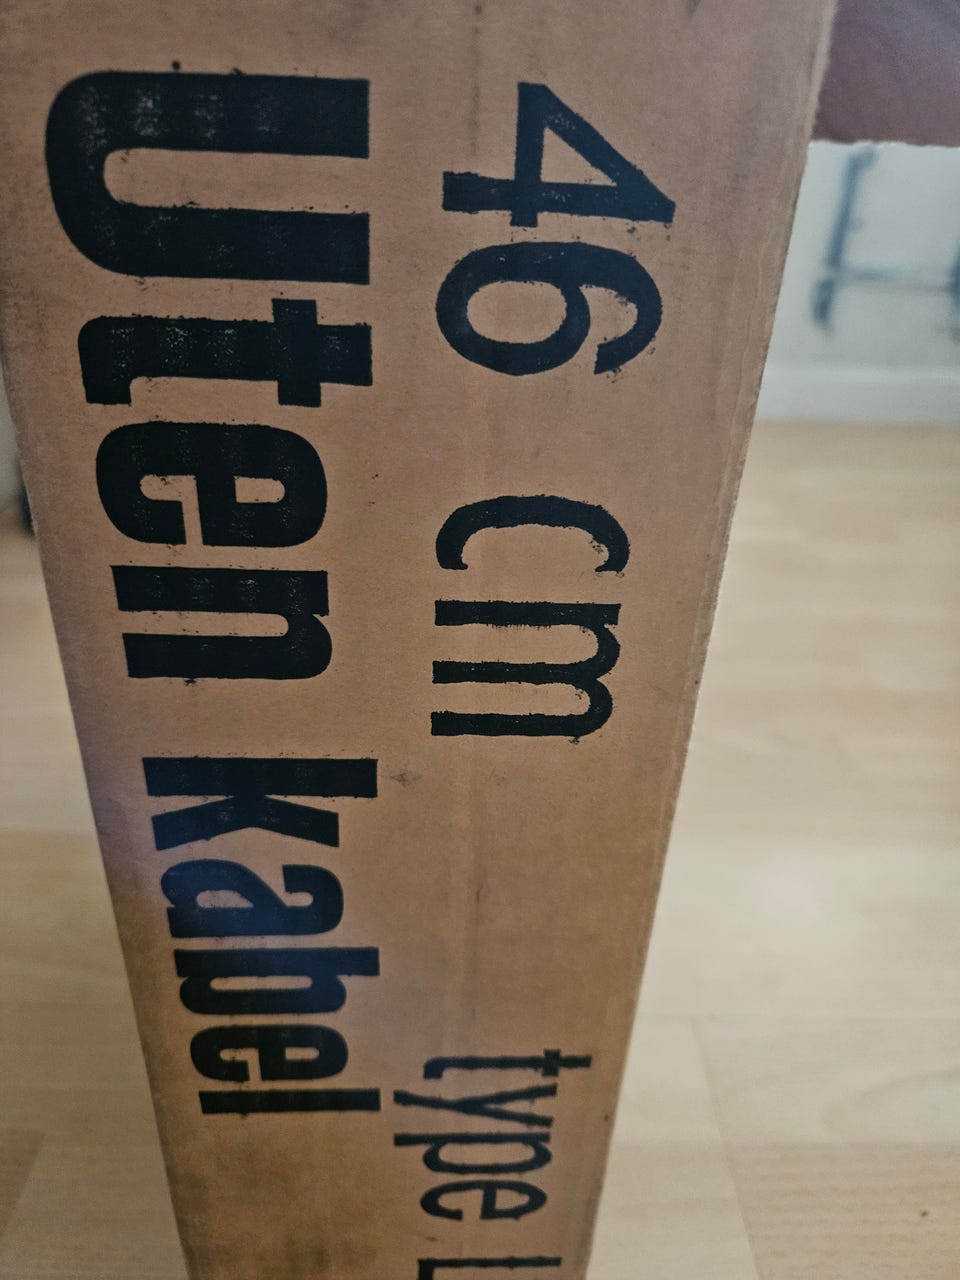 46 cm type L
Uten kabel